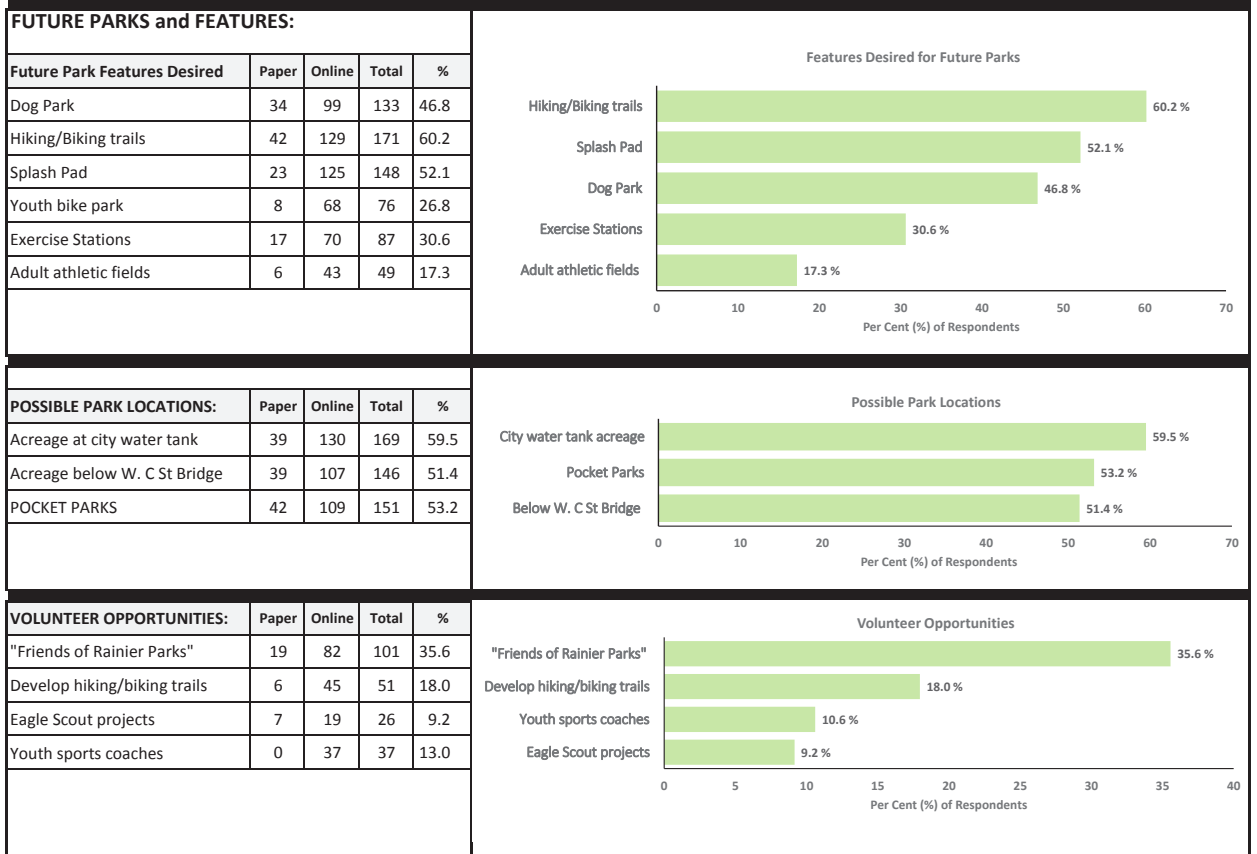 FUTURE PARKS and FEATURES:
Future Park Features Desired Paper Online Total %
Dog Park 34 99 133 46.8
Hiking/Biking trails 42 129 171 60.2
Splash Pad 23 125 148 52.1
Youth bike park 8 68 76 26.8
Exercise Stations 17 70 87 30.6
Adult athletic fields 6 43 49 17.3
Features Desired for Future Parks
Hiking/Biking trails 60.2 %
Splash Pad 52.1 %
Dog Park 46.8 %
Exercise Stations 30.6 %
Adult athletic fields 17.3 %
0 10 20 30 40 50 60 70
Per Cent (%) of Respondents
POSSIBLE PARK LOCATIONS: Paper Online Total %
Acreage at city water tank 39 130 169 59.5
Acreage below W. C St Bridge 39 107 146 51.4
POCKET PARKS 42 109 151 53.2
Possible Park Locations
City water tank acreage 59.5 %
Pocket Parks 53.2 %
Below W. C St Bridge 51.4 %
0 10 20 30 40 50 60 70
Per Cent (%) of Respondents
VOLUNTEER OPPORTUNITIES: Paper Online Total %
"Friends of Rainier Parks" 19 82 101 35.6
Develop hiking/biking trails 6 45 51 18.0
Eagle Scout projects 7 19 26 9.2
Youth sports coaches 0 37 37 13.0
Volunteer Opportunities
"Friends of Rainier Parks" 35.6 %
Develop hiking/biking trails 18.0 %
Youth sports coaches 10.6 %
Eagle Scout projects 9.2 %
0 5 10 15 20 25 30 35 40
Per Cent (%) of Respondents